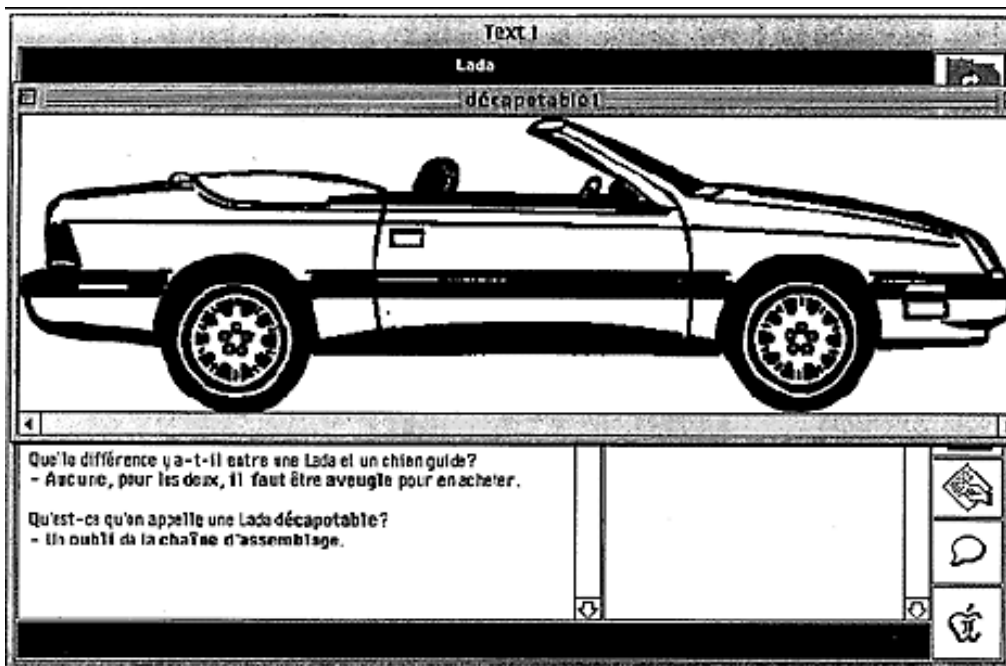 Text 1
Lada
décapotable1
Quelle différence y a-t-il entre une Lada et un chien guide?
- Aucune, pour les deux, il faut être aveugle pour en acheter.
Qu'est-ce qu'on appelle une Lada décapotable?
- Un oubli de la chaîne d'assemblage.